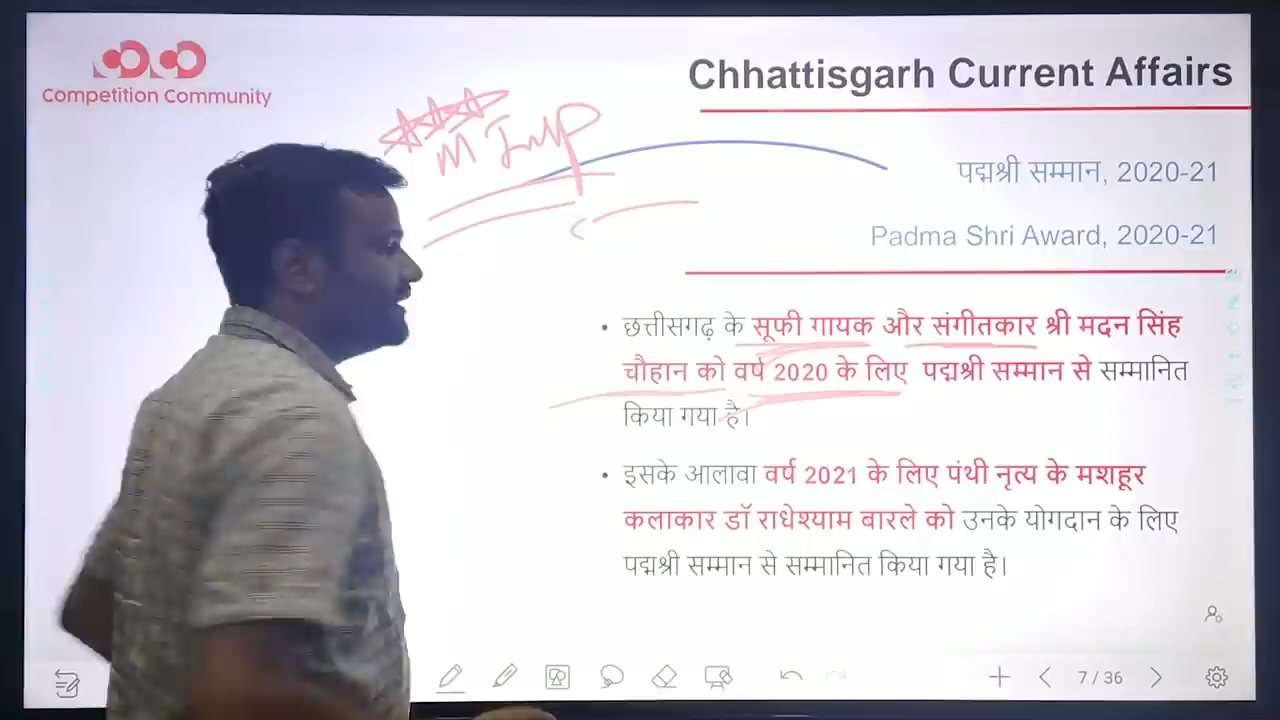 Competition Community
Chhattisgarh Current Affairs
M Imp
पद्मश्री सम्मान, 2020-21
Padma Shri Award, 2020-21
• छत्तीसगढ़ के सूफी गायक और संगीतकार श्री मदन सिंह
चौहान को वर्ष 2020 के लिए पद्मश्री सम्मान से सम्मानित
किया गया है।
• इसके आलावा वर्ष 2021 के लिए पंथी नृत्य के मशहूर
कलाकार डॉ राधेश्याम बारले को उनके योगदान के लिए
पद्मश्री सम्मान से सम्मानित किया गया है।
7 / 36